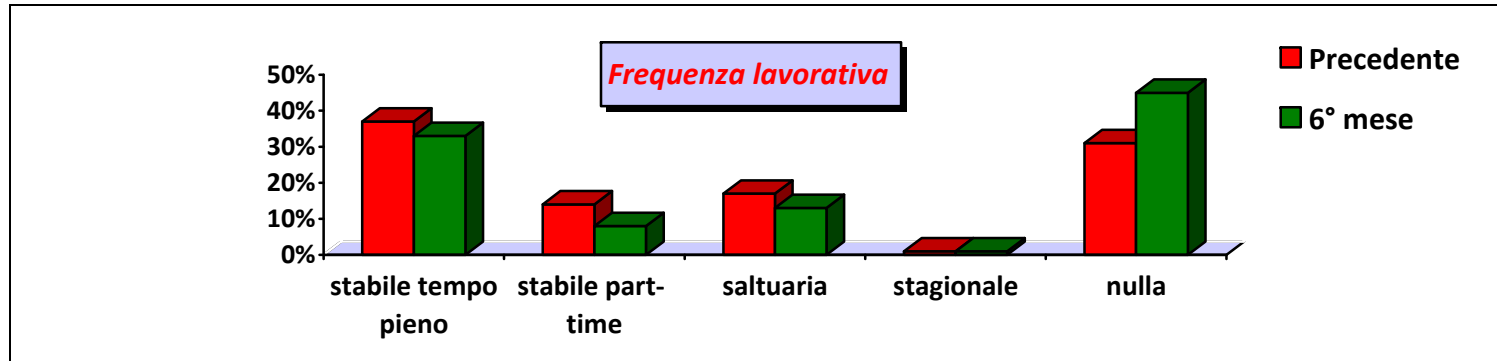 Frequenza lavorativa
Precedente
6° mese
50%
40%
30%
20%
10%
0%
stabile tempo
pieno
stabile part-
time
saltuaria
stagionale
nulla